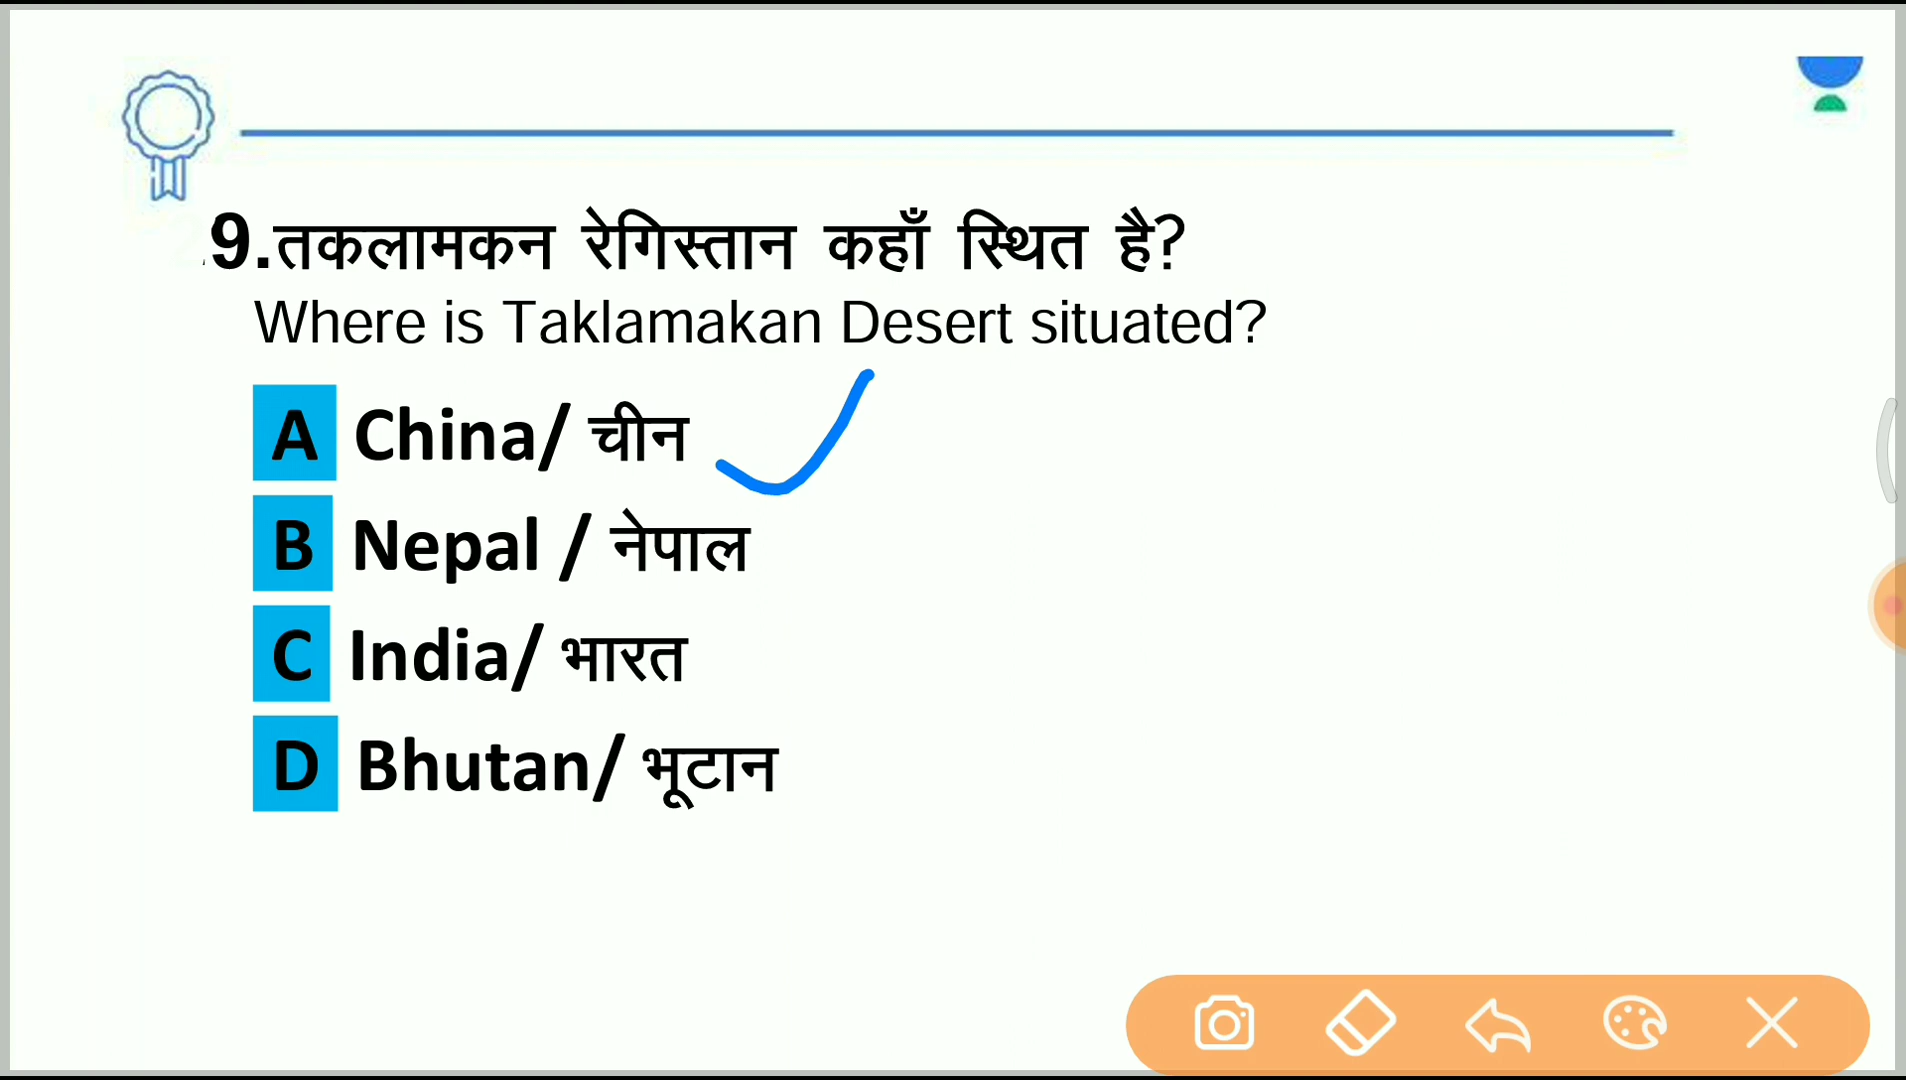 9.तकलामकन रेगिस्तान कहाँ स्थित है?
Where is Taklamakan Desert situated?
A China/ चीन
B Nepal / नेपाल
C India/ भारत
D Bhutan/ भूटान